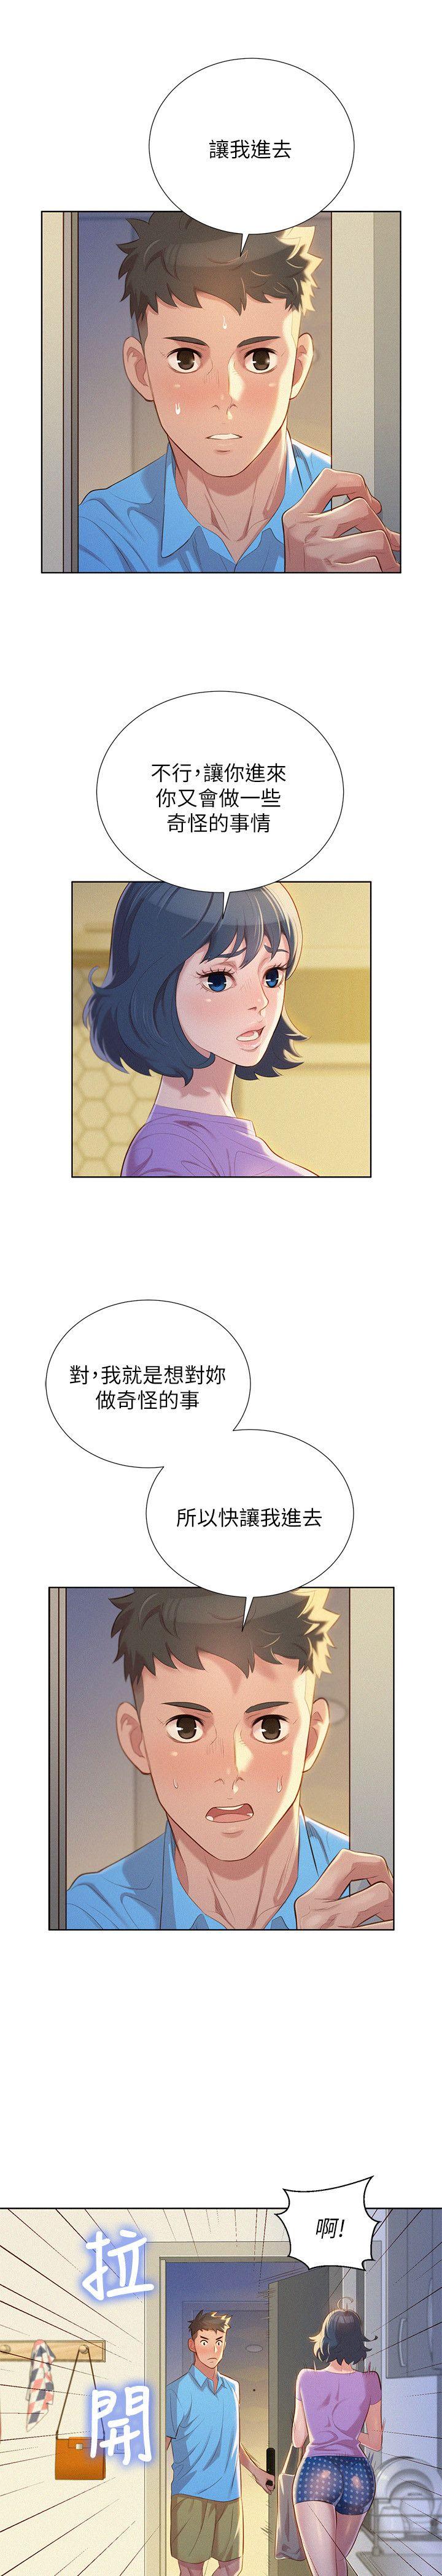 讓我進去
不行,讓你進來
你又會做一些
奇怪的事情
對,我就是想對妳
做奇怪的事
所以快讓我進去
啊!
拉
開